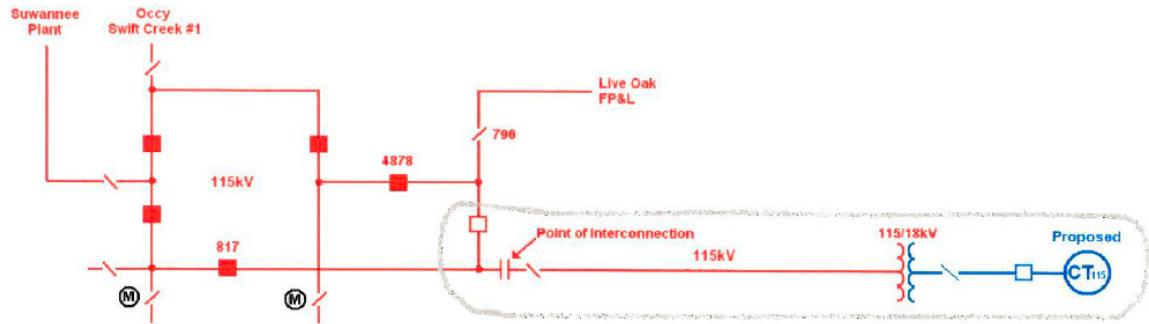 Suwannee
Plant
Occy
Swift Creek #1
Live Oak
FP&L
796
4878
115kV
817
Point of Interconnection
115kV
115/18kV
Proposed
CT115
M
M